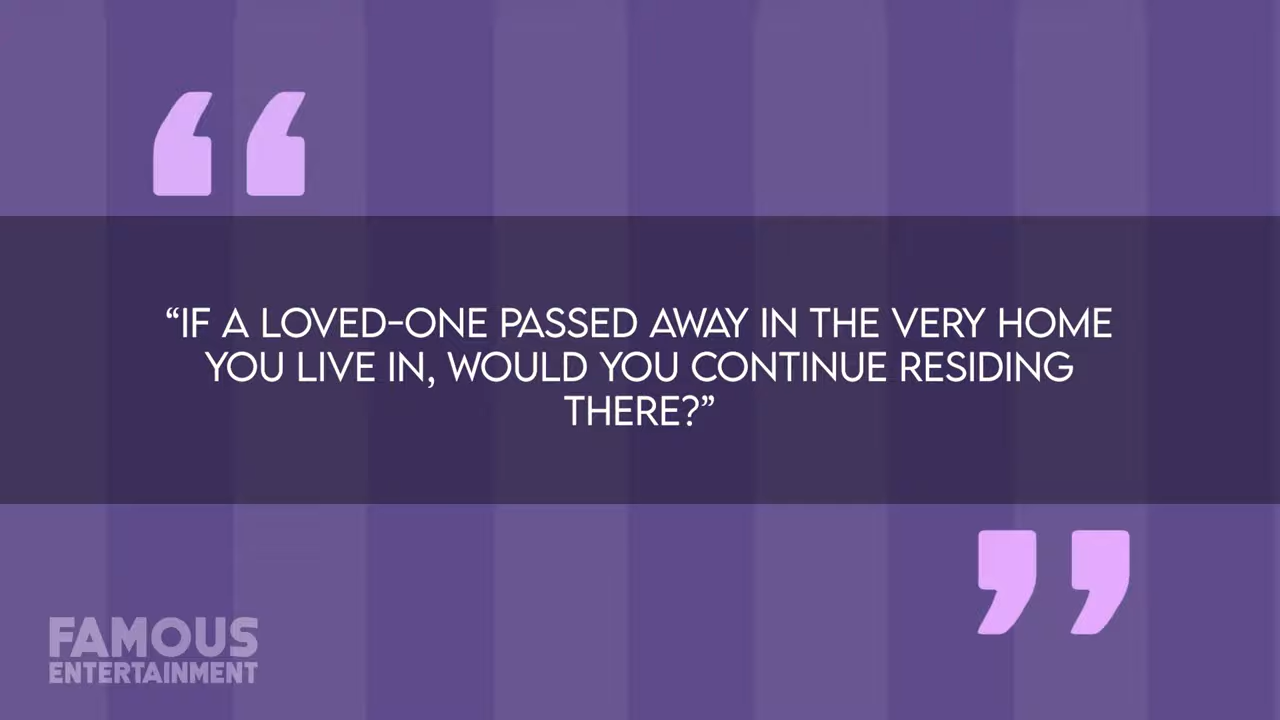 “IF A LOVED-ONE PASSED AWAY IN THE VERY HOME
YOU LIVE IN, WOULD YOU CONTINUE RESIDING
THERE?”
FAMOUS
ENTERTAINMENT